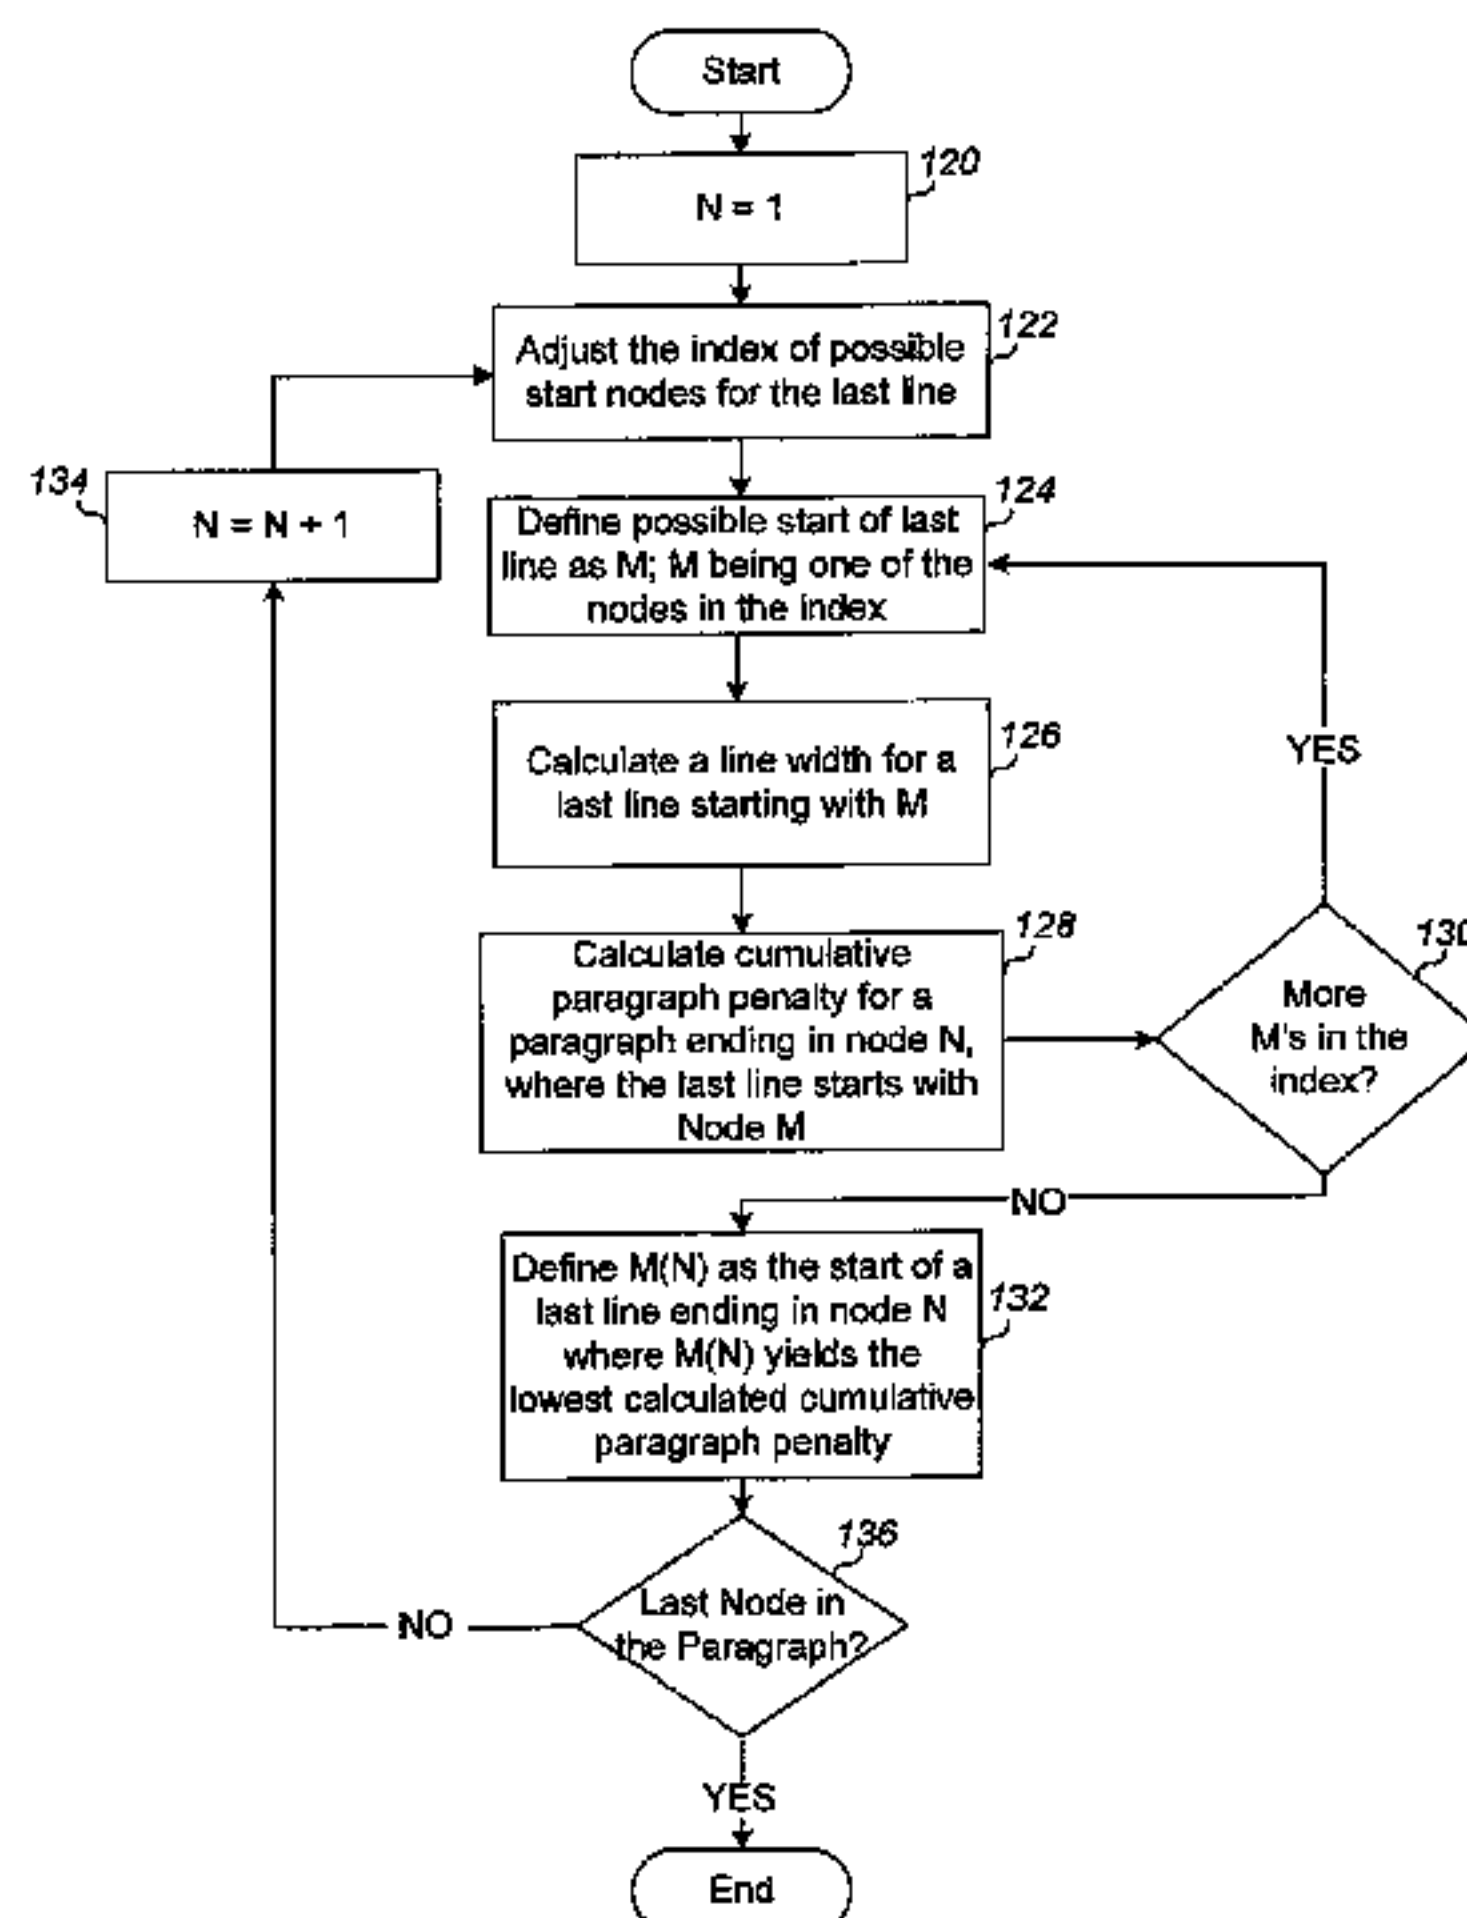 Start
120
N = 1
122
Adjust the index of possible
start nodes for the last line
134
N = N + 1
124
Define possible start of last
line as M; M being one of the
nodes in the index
126
Calculate a line width for a
last line starting with M
YES
128
Calculate cumulative
paragraph penalty for a
paragraph ending in node N,
where the last line starts with
Node M
130
More
M's in the
index?
NO
132
Define M(N) as the start of a
last line ending in node N
where M(N) yields the
lowest calculated cumulative
paragraph penalty
136
Last Node in
the Paragraph?
NO
YES
End